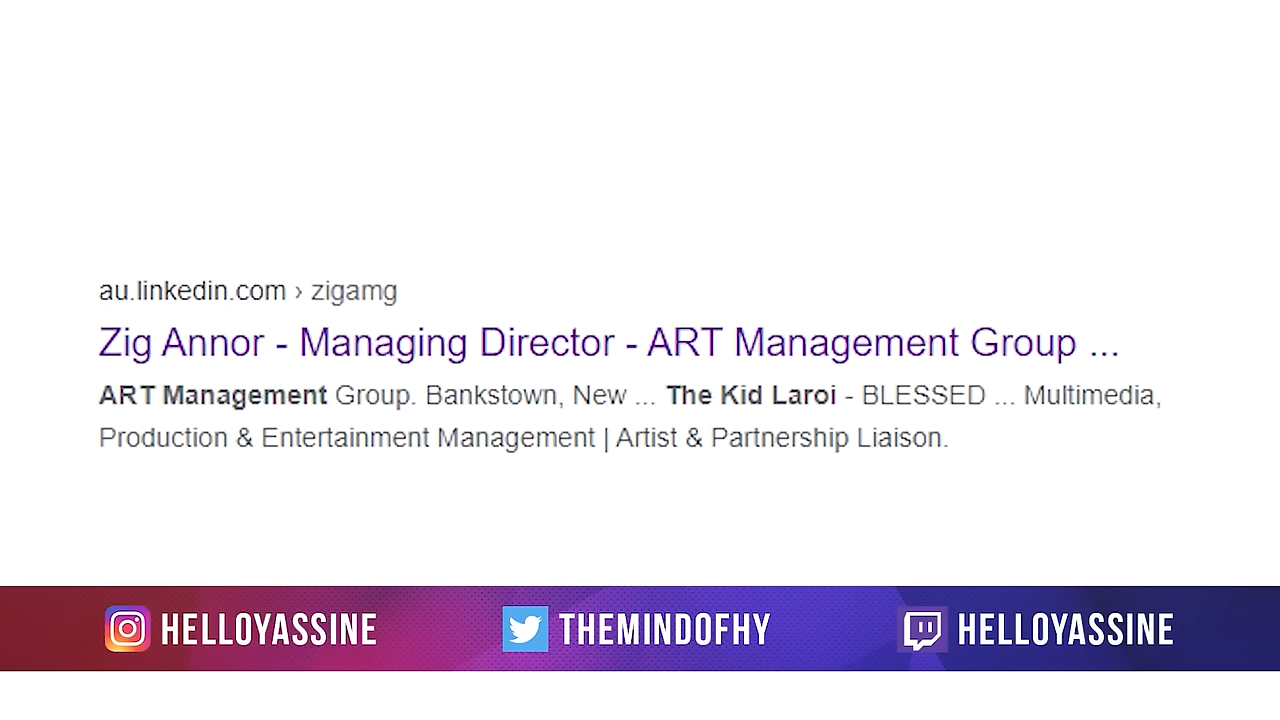 au.linkedin.com › zigamg
Zig Annor - Managing Director - ART Management Group ...
ART Management Group. Bankstown, New ... The Kid Laroi - BLESSED ... Multimedia,
Production & Entertainment Management | Artist & Partnership Liaison.
HELLOYASSINE THEMINDOFHY HELLOYASSINE